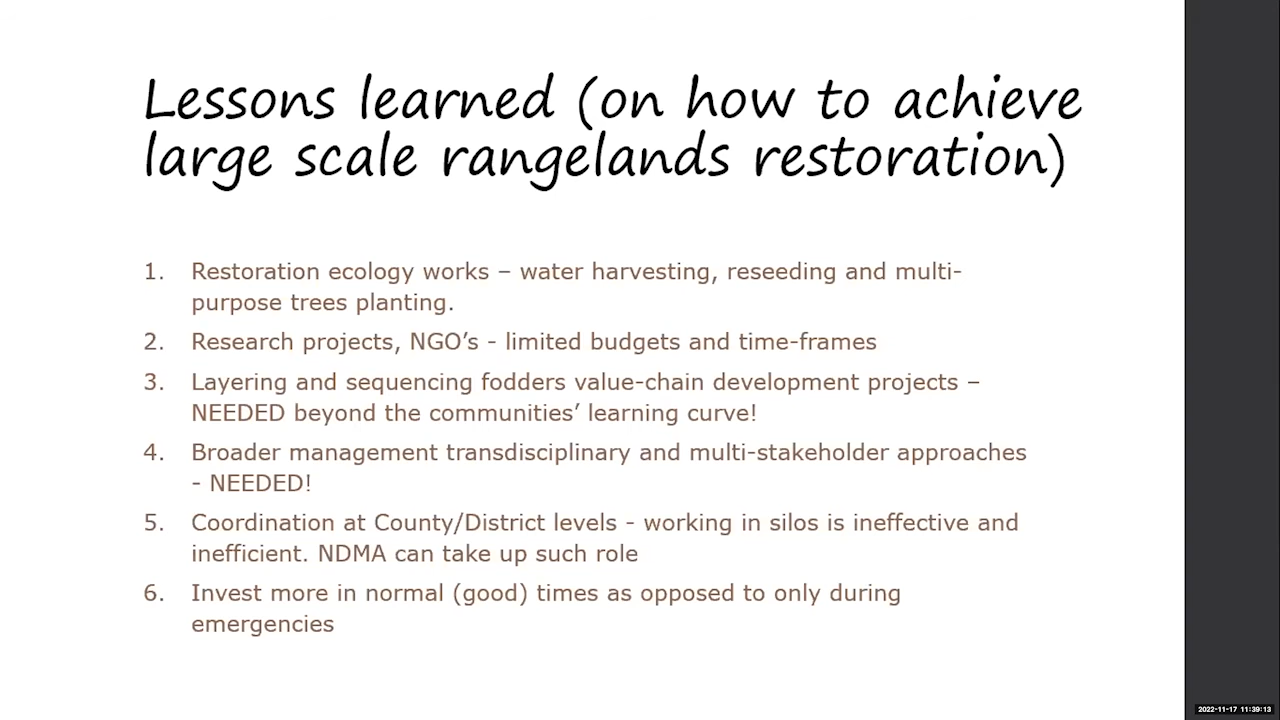 Lessons learned (on how to achieve
large scale rangelands restoration)
1. Restoration ecology works – water harvesting, reseeding and multi-
purpose trees planting.
2. Research projects, NGO’s - limited budgets and time-frames
3. Layering and sequencing fodders value-chain development projects –
NEEDED beyond the communities’ learning curve!
4. Broader management transdisciplinary and multi-stakeholder approaches
- NEEDED!
5. Coordination at County/District levels - working in silos is ineffective and
inefficient. NDMA can take up such role
6. Invest more in normal (good) times as opposed to only during
emergencies
2022-11-17 11:39:13